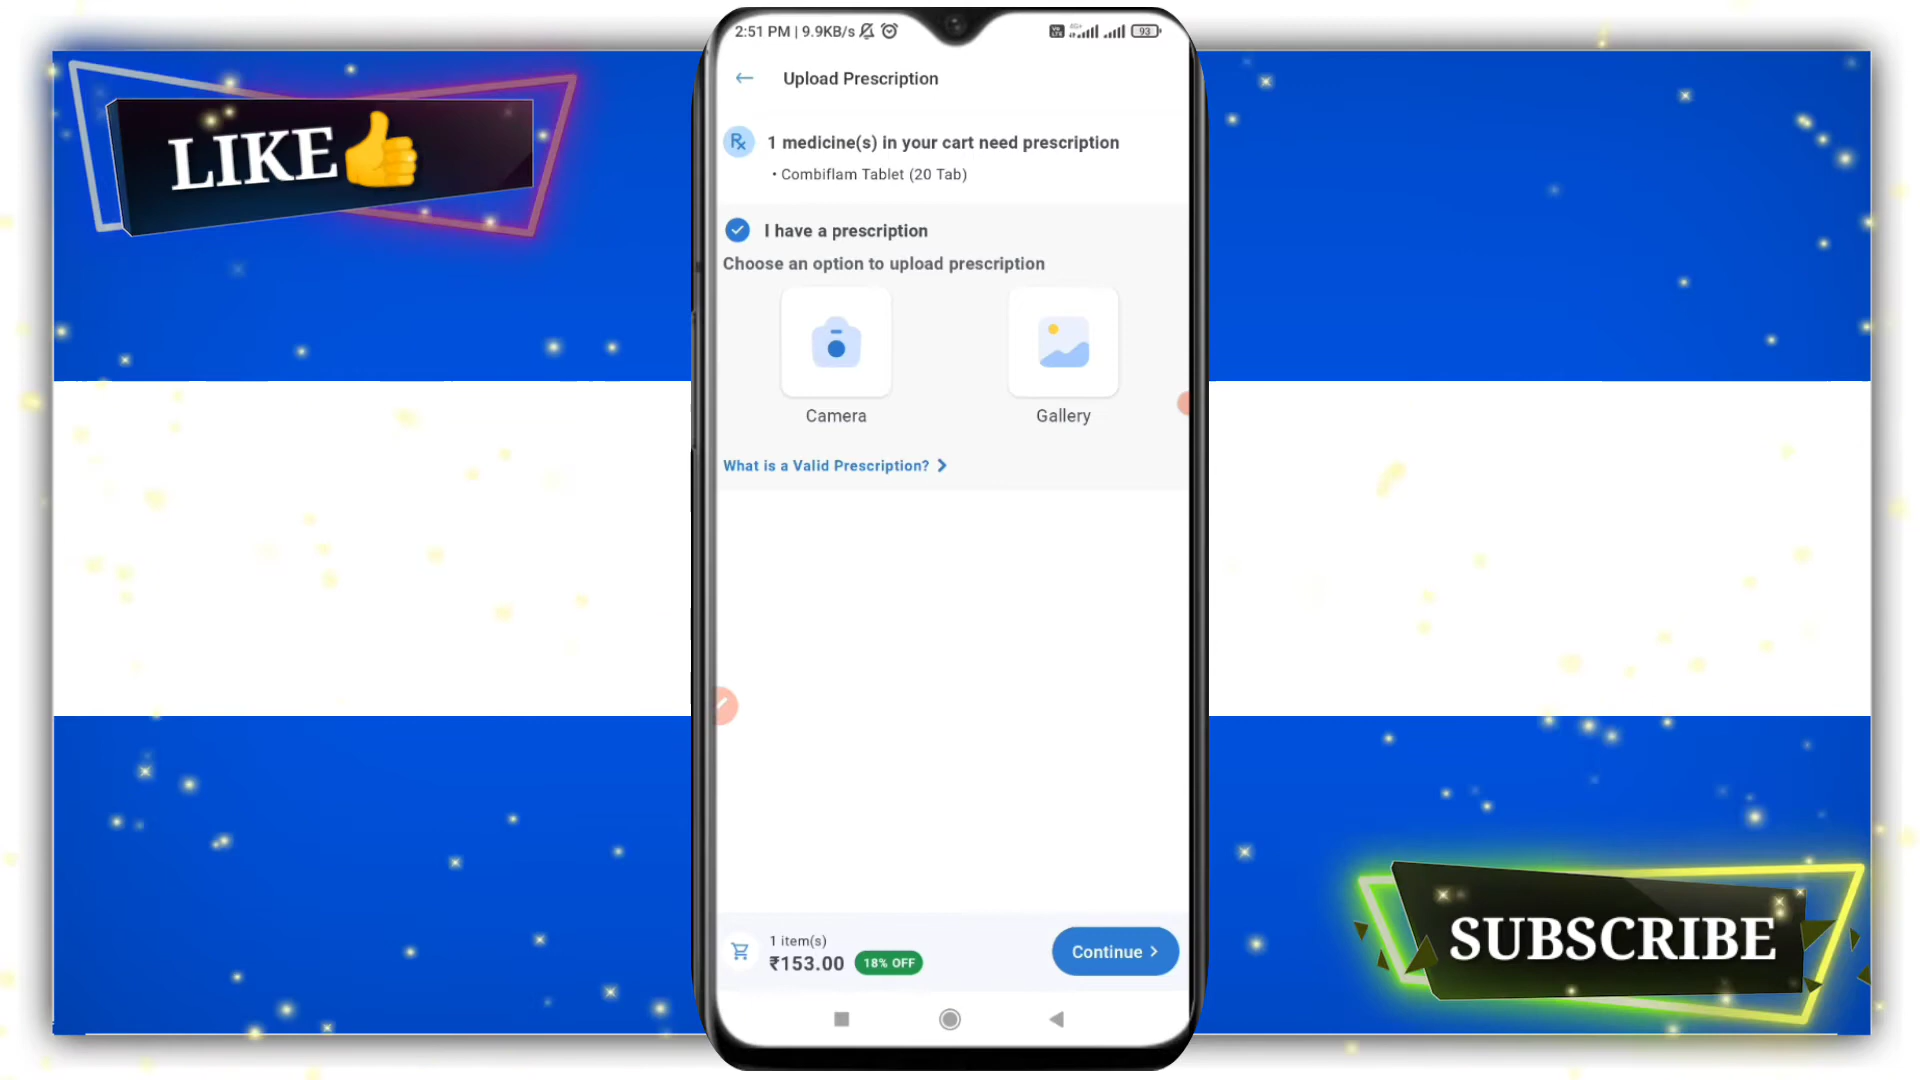 LIKE
2:51 PM | 9.9KB/s
93
Upload Prescription
Rx
1 medicine(s) in your cart need prescription
• Combiflam Tablet (20 Tab)
I have a prescription
Choose an option to upload prescription
Camera
Gallery
What is a Valid Prescription?
1 item(s)
₹153.00
18% OFF
Continue
SUBSCRIBE